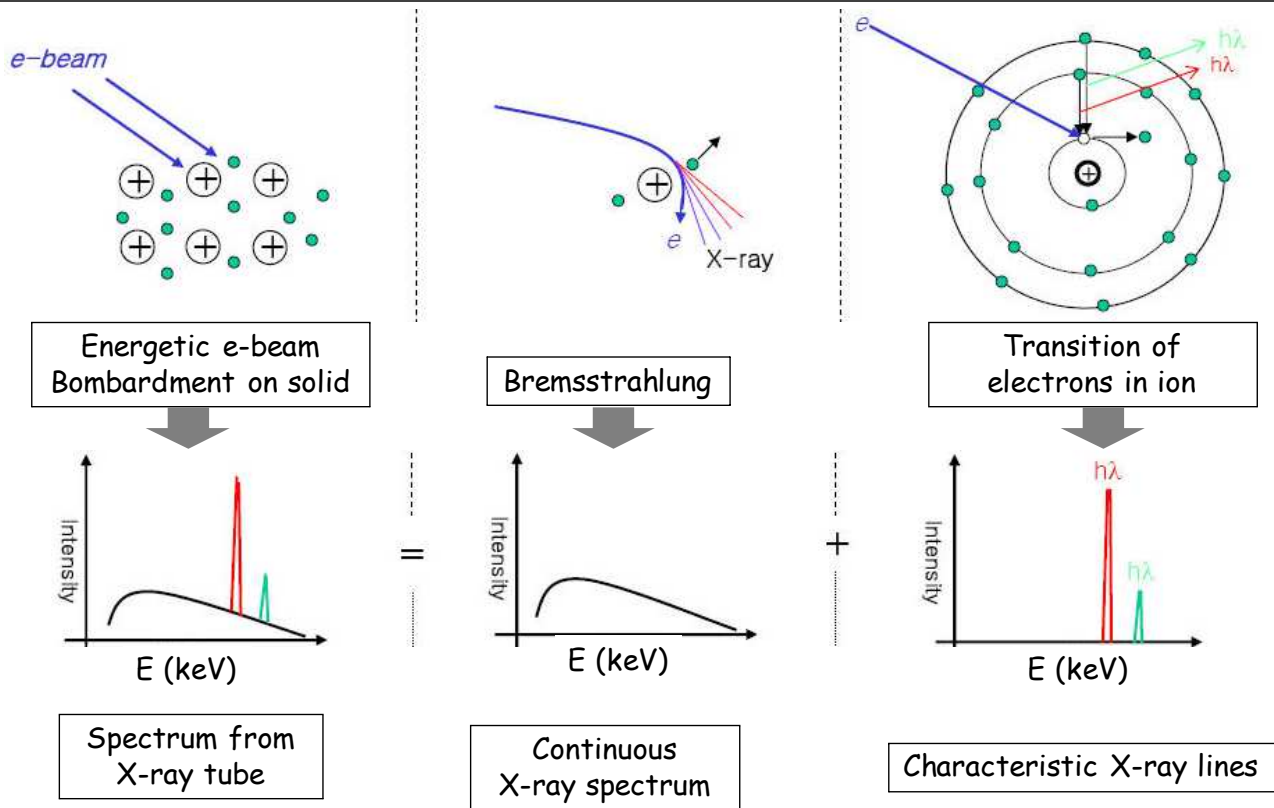 e-beam
+ + +
+ + +
+
e
X-ray
e
hλ
hλ
+
Energetic e-beam
Bombardment on solid
Bremsstrahlung
Transition of
electrons in ion
Intensity
E (keV)
=
Intensity
E (keV)
+
Intensity
hλ
hλ
E (keV)
Spectrum from
X-ray tube
Continuous
X-ray spectrum
Characteristic X-ray lines